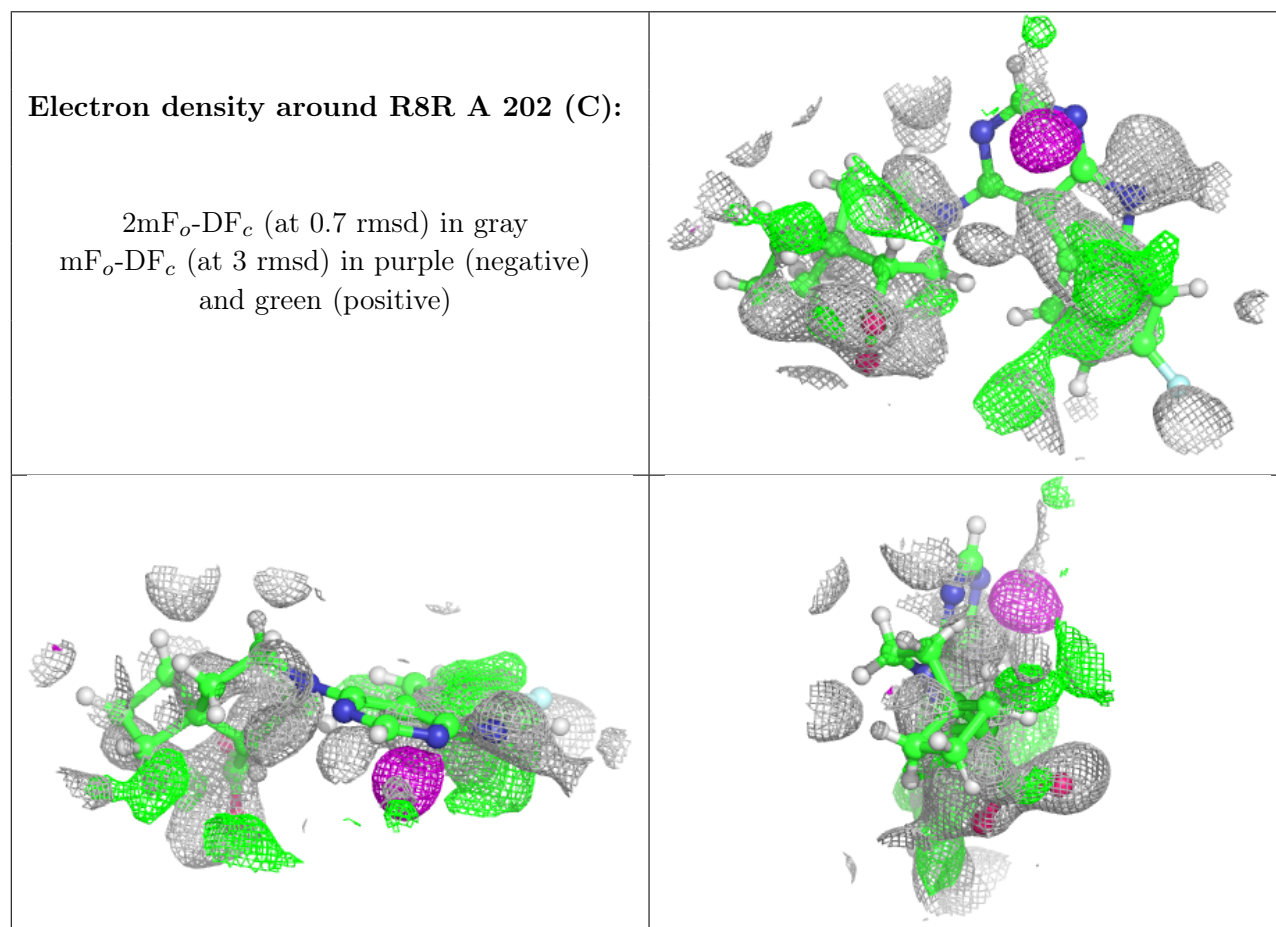 Electron density around R8R A 202 (C):
2mFₒ-DF𝒸 (at 0.7 rmsd) in gray
mFₒ-DF𝒸 (at 3 rmsd) in purple (negative)
and green (positive)